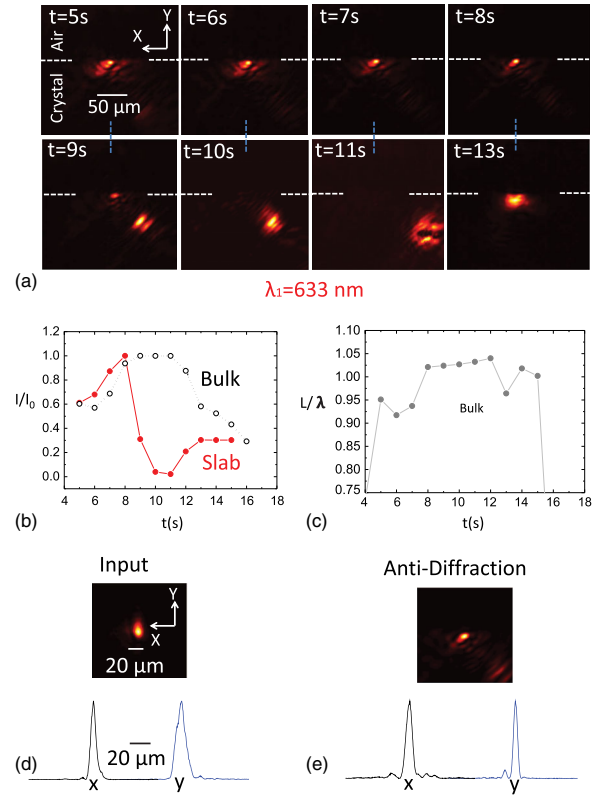 t=5s
t=6s
t=7s
t=8s
X
Y
Air
Crystal
50 µm
t=9s
t=10s
t=11s
t=13s
(a)
λ1=633 nm
1.2
1.0
0.8
0.6
0.4
0.2
0.0
I/I0
Bulk
Slab
4 6 8 10 12 14 16 18
t(s)
(b)
1.10
1.05
1.00
0.95
0.90
0.85
0.80
0.75
L/λ
Bulk
4 6 8 10 12 14 16 18
t(s)
(c)
Input
Y
X
20 µm
20 µm
x
y
(d)
Anti-Diffraction
x
y
(e)